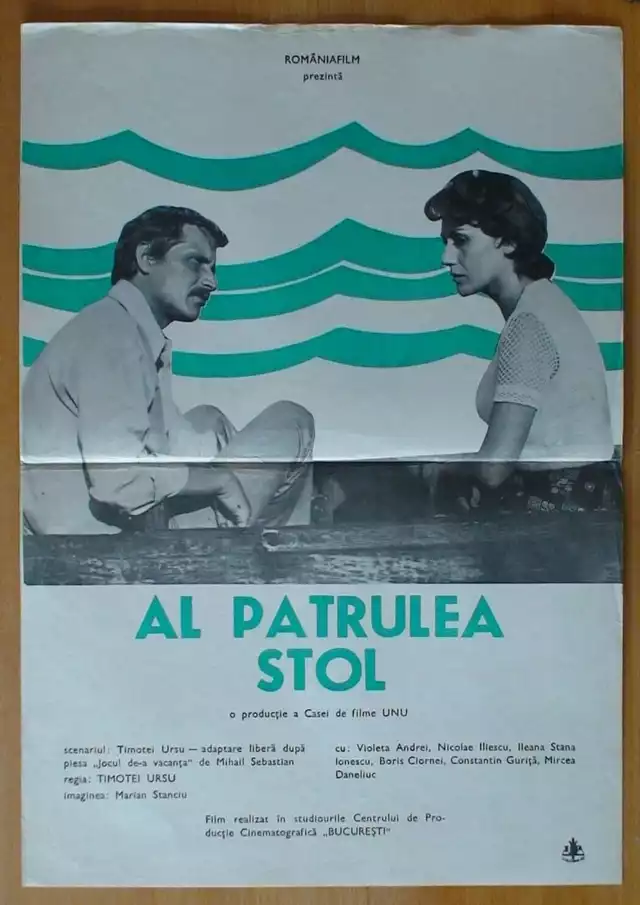 ROMÂNIAFILM
prezintă
AL PATRULEA
STOL
o producție a Casei de filme UNU
scenariul: Timotei Ursu — adaptare liberă după
piesa „Jocul de-a vacanța” de Mihail Sebastian
regia: TIMOTEI URSU
imaginea: Marian Stanciu
cu: Violeta Andrei, Nicolae Iliescu, Ileana Stana
Ionescu, Boris Ciornei, Constantin Guriță, Mircea
Daneliuc
Film realizat în studiourile Centrului de Pro-
ducție Cinematografică „BUCUREȘTI”